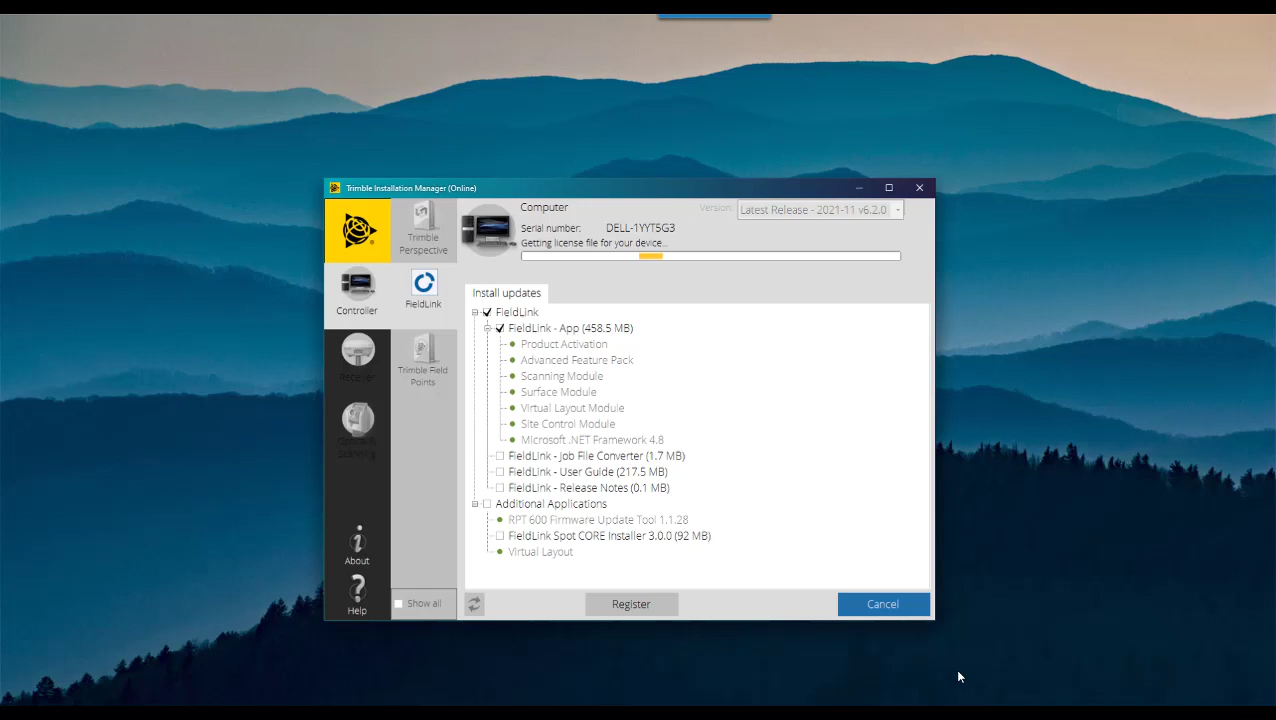 Trimble Installation Manager (Online)
Trimble
Perspective
Computer
Version:
Latest Release - 2021-11 v6.2.0
Serial number:
DELL-1YYT5G3
Getting license file for your device...
Controller
FieldLink
Receiver
Trimble Field
Points
Optical &
Scanning
Install updates
FieldLink
FieldLink - App (458.5 MB)
Product Activation
Advanced Feature Pack
Scanning Module
Surface Module
Virtual Layout Module
Site Control Module
Microsoft .NET Framework 4.8
FieldLink - Job File Converter (1.7 MB)
FieldLink - User Guide (217.5 MB)
FieldLink - Release Notes (0.1 MB)
Additional Applications
RPT 600 Firmware Update Tool 1.1.28
FieldLink Spot CORE Installer 3.0.0 (92 MB)
Virtual Layout
About
Help
Show all
Register
Cancel